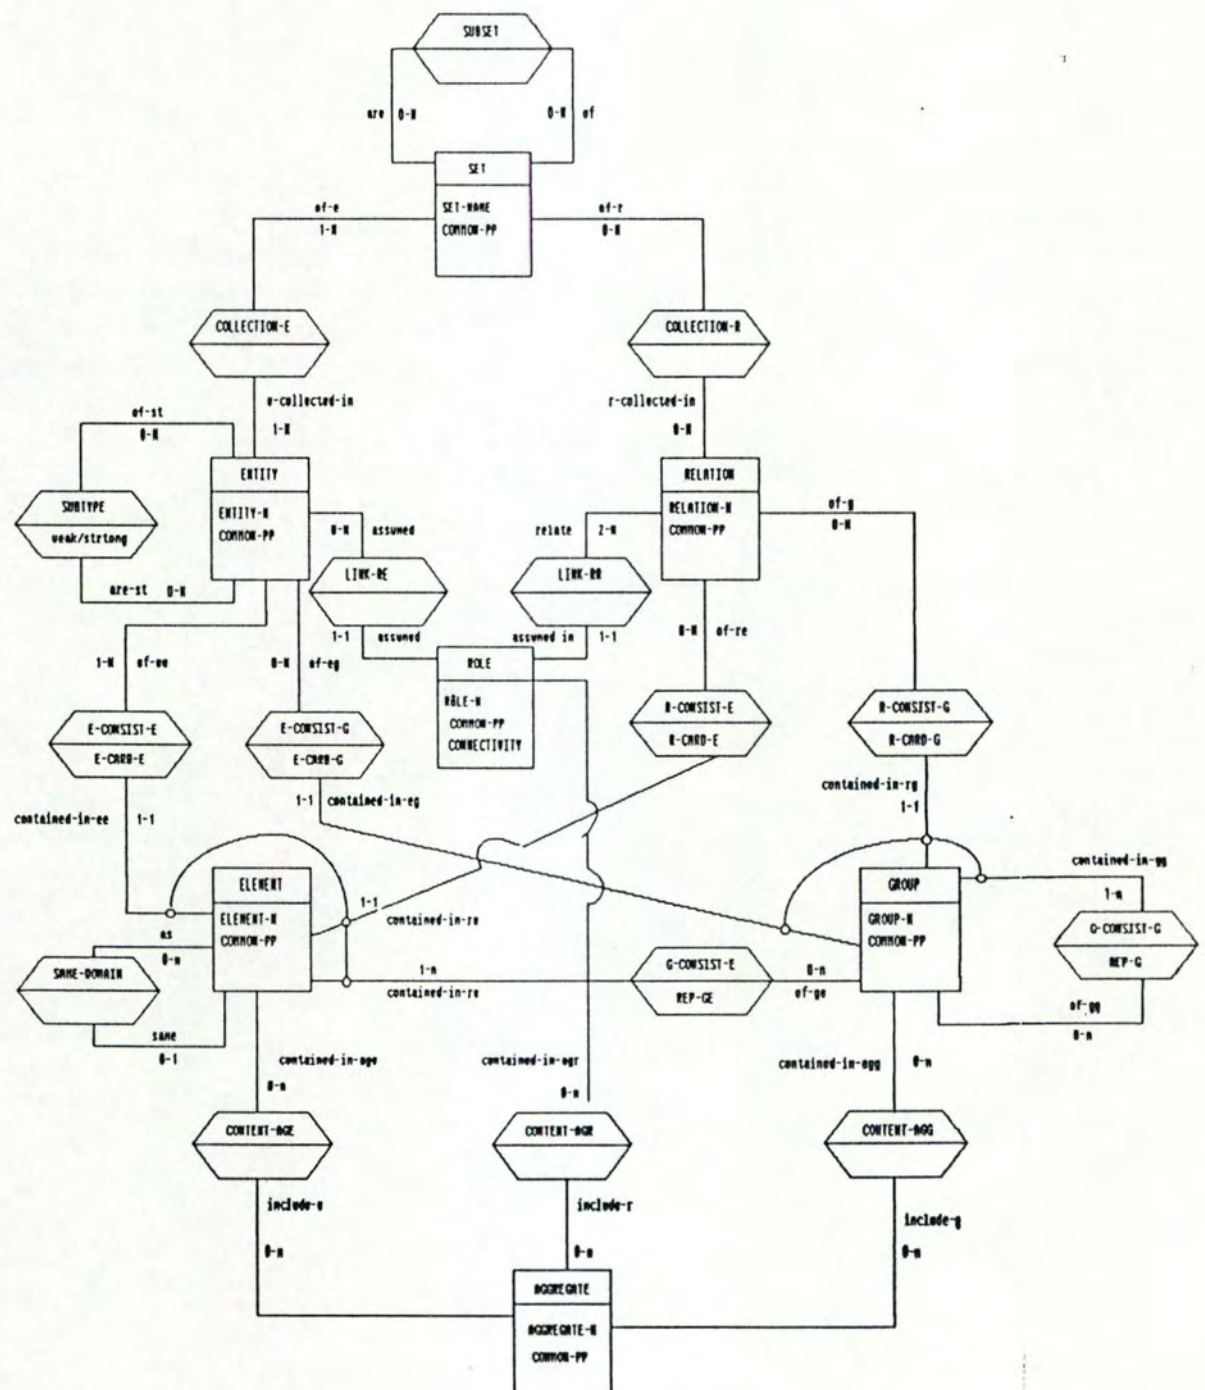 SUBSET
are 0-N
0-N of
SET
SET-NAME
COMMON-PP
of-e
1-N
of-r
0-N
COLLECTION-E
COLLECTION-R
e-collected-in
1-N
r-collected-in
0-N
of-st
0-N
ENTITY
ENTITY-N
COMMON-PP
RELATION
RELATION-N
COMMON-PP
of-g
0-N
SUBTYPE
weak/strtong
0-N assumed
relate 2-N
LINK-RE
LINK-RR
are-st 0-N
1-1 assumed
assumed in 1-1
1-N of-ee
0-N of-eg
ROLE
RÔLE-N
COMMON-PP
CONNECTIVITY
0-N of-re
E-CONSIST-E
E-CARD-E
E-CONSIST-G
E-CARD-G
R-CONSIST-E
R-CARD-E
R-CONSIST-G
R-CARD-G
contained-in-ee 1-1
1-1 contained-in-eg
contained-in-rg
1-1
ELEMENT
ELEMENT-N
COMMON-PP
1-1
contained-in-re
GROUP
GROUP-N
COMMON-PP
contained-in-gg
1-n
as
0-n
SAME-DOMAIN
same
0-1
1-n
contained-in-re
G-CONSIST-E
REP-GE
0-n
of-ge
G-CONSIST-G
REP-G
of-gg
0-n
contained-in-age
0-n
contained-in-agr
0-n
contained-in-agg 0-n
CONTENT-AGE
CONTENT-AGR
CONTENT-AGG
include-e
0-n
include-r
0-n
include-g
0-n
AGGREGATE
AGGREGATE-N
COMMON-PP